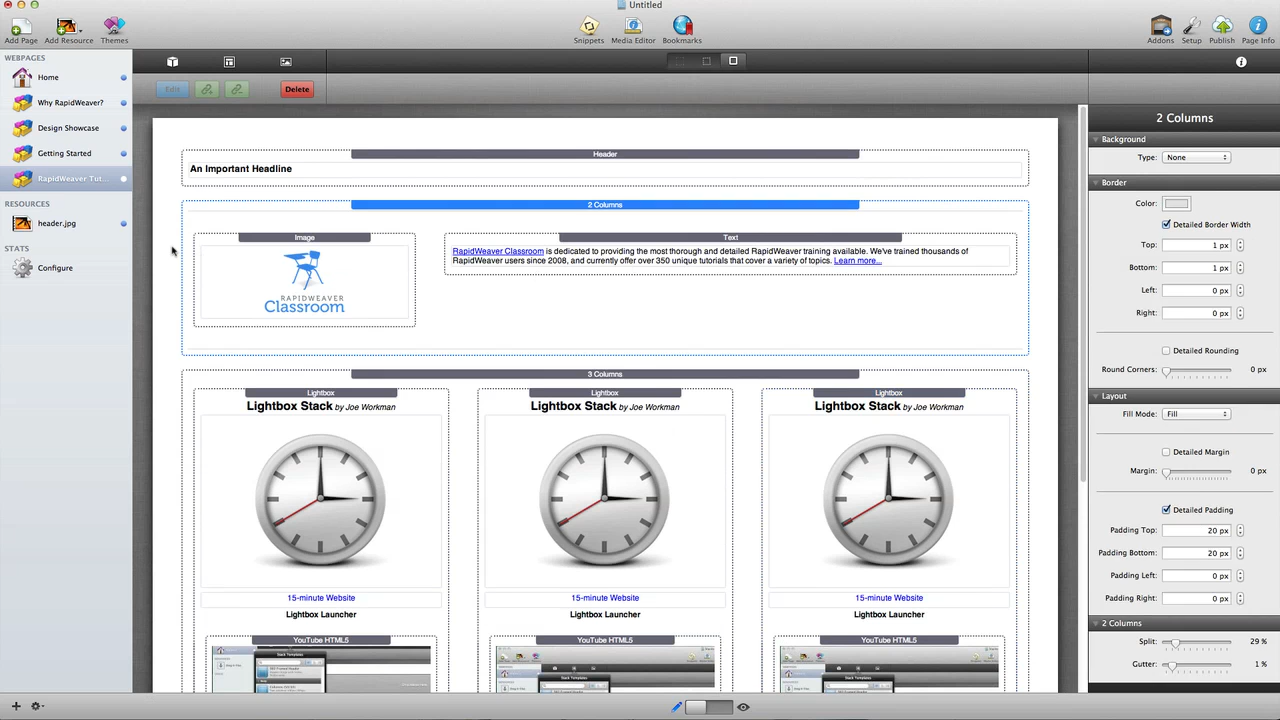 Untitled
Add Page
Add Resource
Themes
Snippets
Media Editor
Bookmarks
Addons
Setup
Publish
Page Info
WEBPAGES
Home
Why RapidWeaver?
Design Showcase
Getting Started
RapidWeaver Tut...
RESOURCES
header.jpg
STATS
Configure
Edit
Delete
Header
An Important Headline
2 Columns
Image
RAPIDWEAVER
Classroom
Text
RapidWeaver Classroom is dedicated to providing the most thorough and detailed RapidWeaver training available. We've trained thousands of
RapidWeaver users since 2008, and currently offer over 350 unique tutorials that cover a variety of topics. Learn more...
3 Columns
Lightbox
Lightbox Stack by Joe Workman
15-minute Website
Lightbox Launcher
YouTube HTML5
Lightbox
Lightbox Stack by Joe Workman
15-minute Website
Lightbox Launcher
YouTube HTML5
Lightbox
Lightbox Stack by Joe Workman
15-minute Website
Lightbox Launcher
YouTube HTML5
2 Columns
Background
Type: None
Border
Color:
Detailed Border Width
Top: 1 px
Bottom: 1 px
Left: 0 px
Right: 0 px
Detailed Rounding
Round Corners: 0 px
Layout
Fill Mode: Fill
Detailed Margin
Margin: 0 px
Detailed Padding
Padding Top: 20 px
Padding Bottom: 20 px
Padding Left: 0 px
Padding Right: 0 px
2 Columns
Split: 29 %
Gutter: